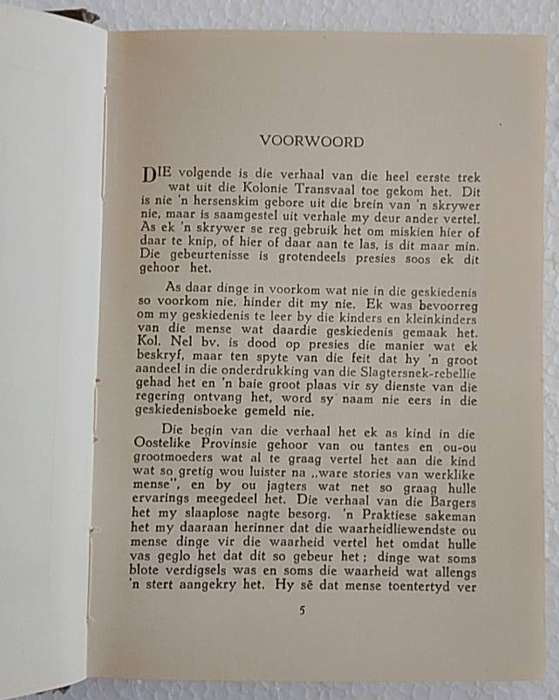 VOORWOORD
DIE volgende is die verhaal van die heel eerste trek
wat uit die Kolonie Transvaal toe gekom het. Dit
is nie 'n hersenskim gebore uit die brein van 'n skrywer
nie, maar is saamgestel uit verhale my deur ander vertel.
As ek 'n skrywer se reg gebruik het om miskien hier of
daar te knip, of hier of daar aan te las, is dit maar min.
Die gebeurtenisse is grotendeels presies soos ek dit
gehoor het.
As daar dinge in voorkom wat nie in die geskiedenis
so voorkom nie, hinder dit my nie. Ek was bevoorreg
om my geskiedenis te leer by die kinders en kleinkinders
van die mense wat daardie geskiedenis gemaak het.
Kol. Nel bv. is dood op presies die manier wat ek
beskryf, maar ten spyte van die feit dat hy 'n groot
aandeel in die onderdrukking van die Slagtersnek-rebellie
gehad het en 'n baie groot plaas vir sy dienste van die
regering ontvang het, word sy naam nie eers in die
geskiedenisboeke gemeld nie.
Die begin van die verhaal het ek as kind in die
Oostelike Provinsie gehoor van ou tantes en ou-ou
grootmoeders wat al te graag vertel het aan die kind
wat so gretig wou luister na „ware stories van werklike
mense", en by ou jagters wat net so graag hulle
ervarings meegedeel het. Die verhaal van die Bargers
het my slaaplose nagte besorg. 'n Praktiese sakeman
het my daaraan herinner dat die waarheidliewendste ou
mense dinge vir die waarheid vertel het omdat hulle
vas geglo het dat dit so gebeur het; dinge wat soms
blote verdigsels was en soms die waarheid wat allengs
'n stert aangekry het. Hy sê dat mense toentertyd ver
5